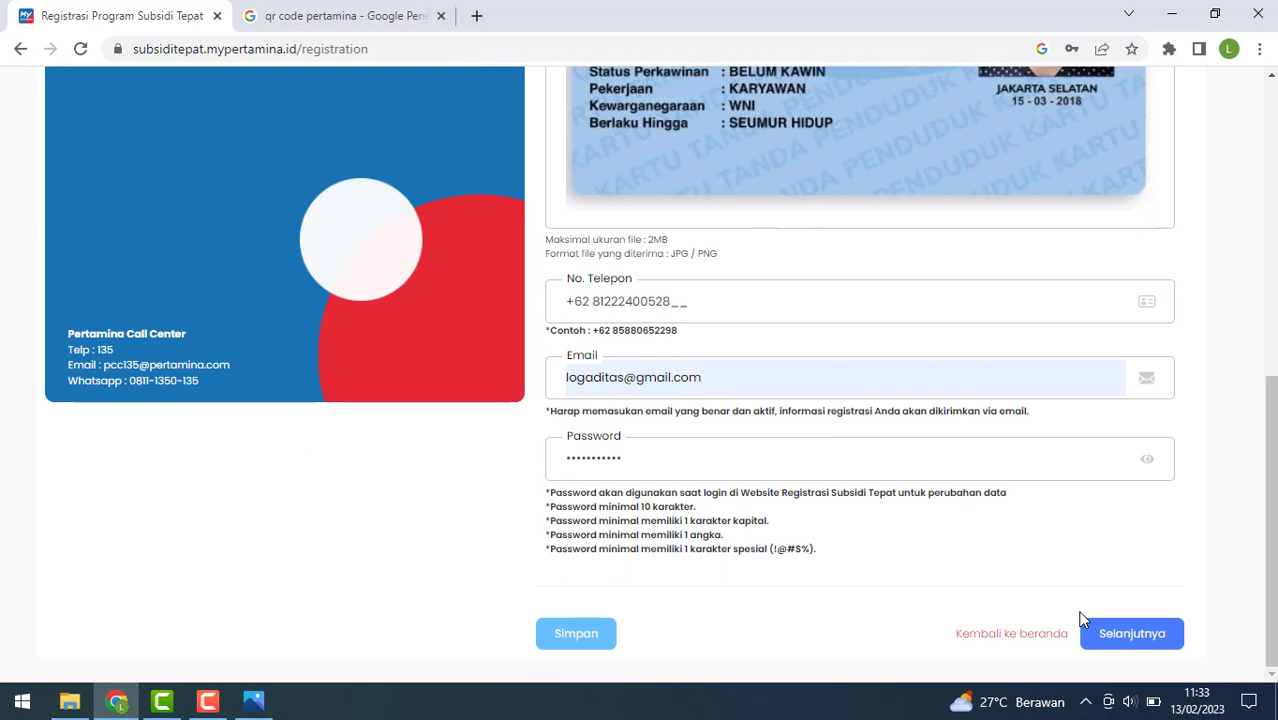 Registrasi Program Subsidi Tepat
qr code pertamina - Google Pene
subsiditepat.mypertamina.id/registration
L
Status Perkawinan : BELUM KAWIN
Pekerjaan : KARYAWAN
Kewarganegaraan : WNI
Berlaku Hingga : SEUMUR HIDUP
JAKARTA SELATAN
15 - 03 - 2018
Maksimal ukuran file : 2MB
Format file yang diterima : JPG / PNG
No. Telepon
+62 81222400528__
*Contoh : +62 85880652298
Email
logaditas@gmail.com
*Harap memasukan email yang benar dan aktif, informasi registrasi Anda akan dikirimkan via email.
Password
•••••••••••
*Password akan digunakan saat login di Website Registrasi Subsidi Tepat untuk perubahan data
*Password minimal 10 karakter.
*Password minimal memiliki 1 karakter kapital.
*Password minimal memiliki 1 angka.
*Password minimal memiliki 1 karakter spesial (!@#$%).
Pertamina Call Center
Telp : 135
Email : pcc135@pertamina.com
Whatsapp : 0811-1350-135
Simpan
Kembali ke beranda
Selanjutnya
27°C Berawan
11:33
13/02/2023